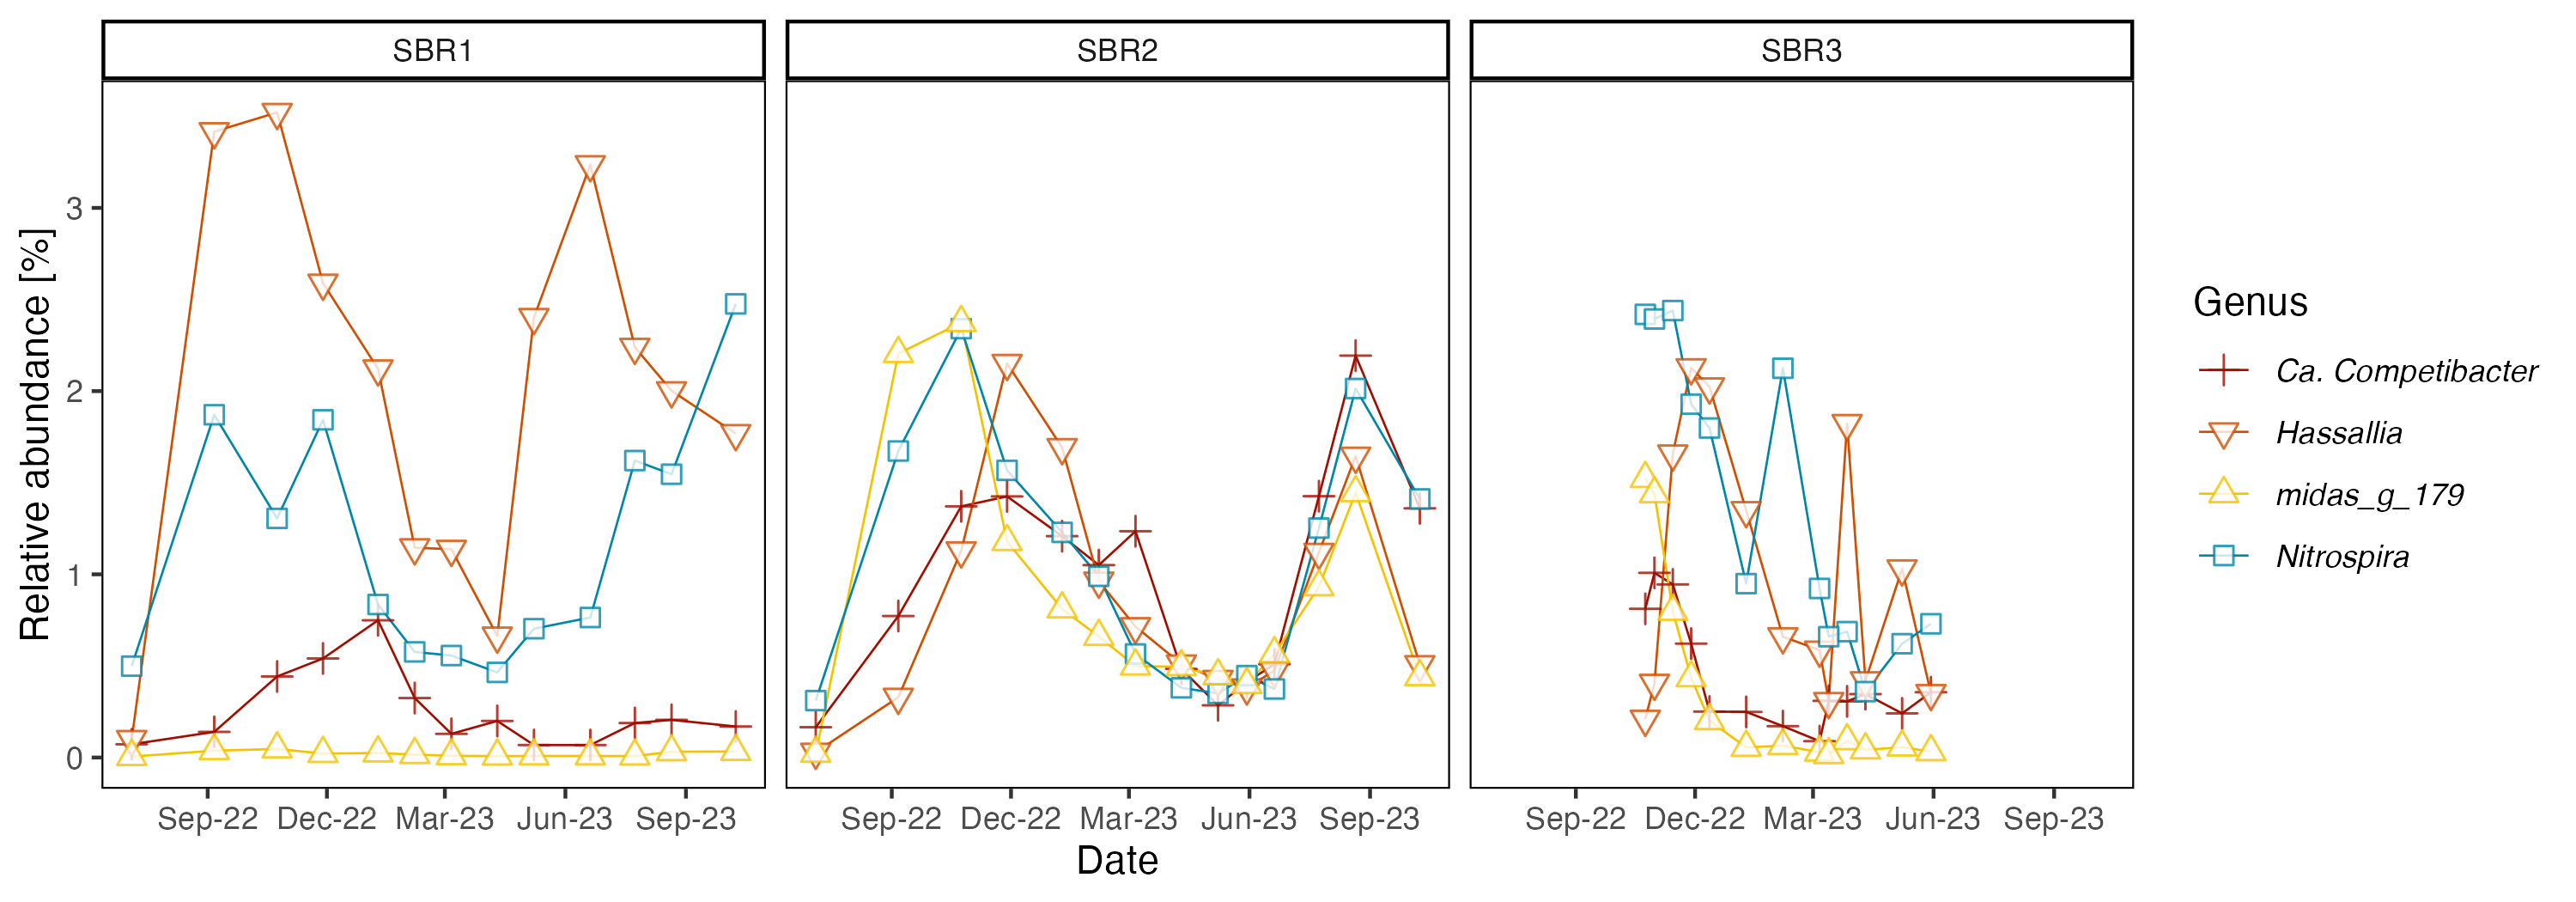 SBR1
SBR2
SBR3
Relative abundance [%]
3
2
1
0
Sep-22 Dec-22 Mar-23 Jun-23 Sep-23
Sep-22 Dec-22 Mar-23 Jun-23 Sep-23
Sep-22 Dec-22 Mar-23 Jun-23 Sep-23
Date
Genus
Ca. Competibacter
Hassallia
midas_g_179
Nitrospira